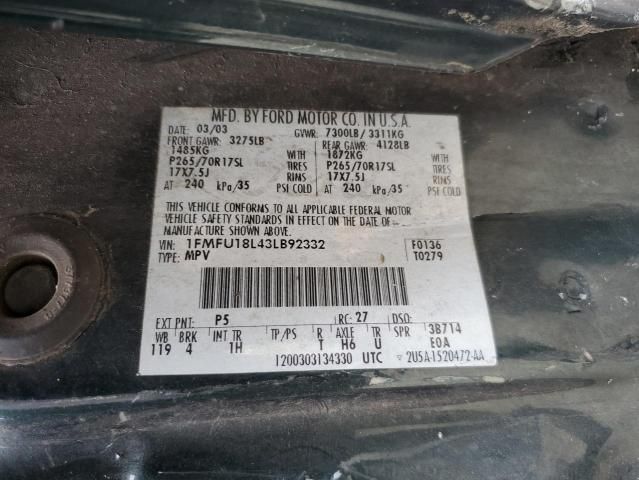 MFD. BY FORD MOTOR CO. IN U.S.A.
DATE 03/03 GVWR: 7300LB / 3311KG
FRONT GAWR: 3275LB REAR GAWR: 4128LB
1485KG WITH 1872KG WITH
P265/70R17SL TIRES P265/70R17SL TIRES
17X7.5J RIMS 17X7.5J RIMS
AT 240 kPa/35 PSI COLD AT 240 kPa/35 PSI COLD
THIS VEHICLE CONFORMS TO ALL APPLICABLE FEDERAL MOTOR
VEHICLE SAFETY STANDARDS IN EFFECT ON THE DATE OF
MANUFACTURE SHOWN ABOVE.
VIN: 1FMFU18L43LB92332 F0136
TYPE: MPV T0279
EXT PNT: P5 RC: 27 DSO:
WB BRK INT TR TP/PS R AXLE TR SPR 3B714
119 4 1H T H6 U E0A
1200303134330 UTC 2U5A-1520472-AA